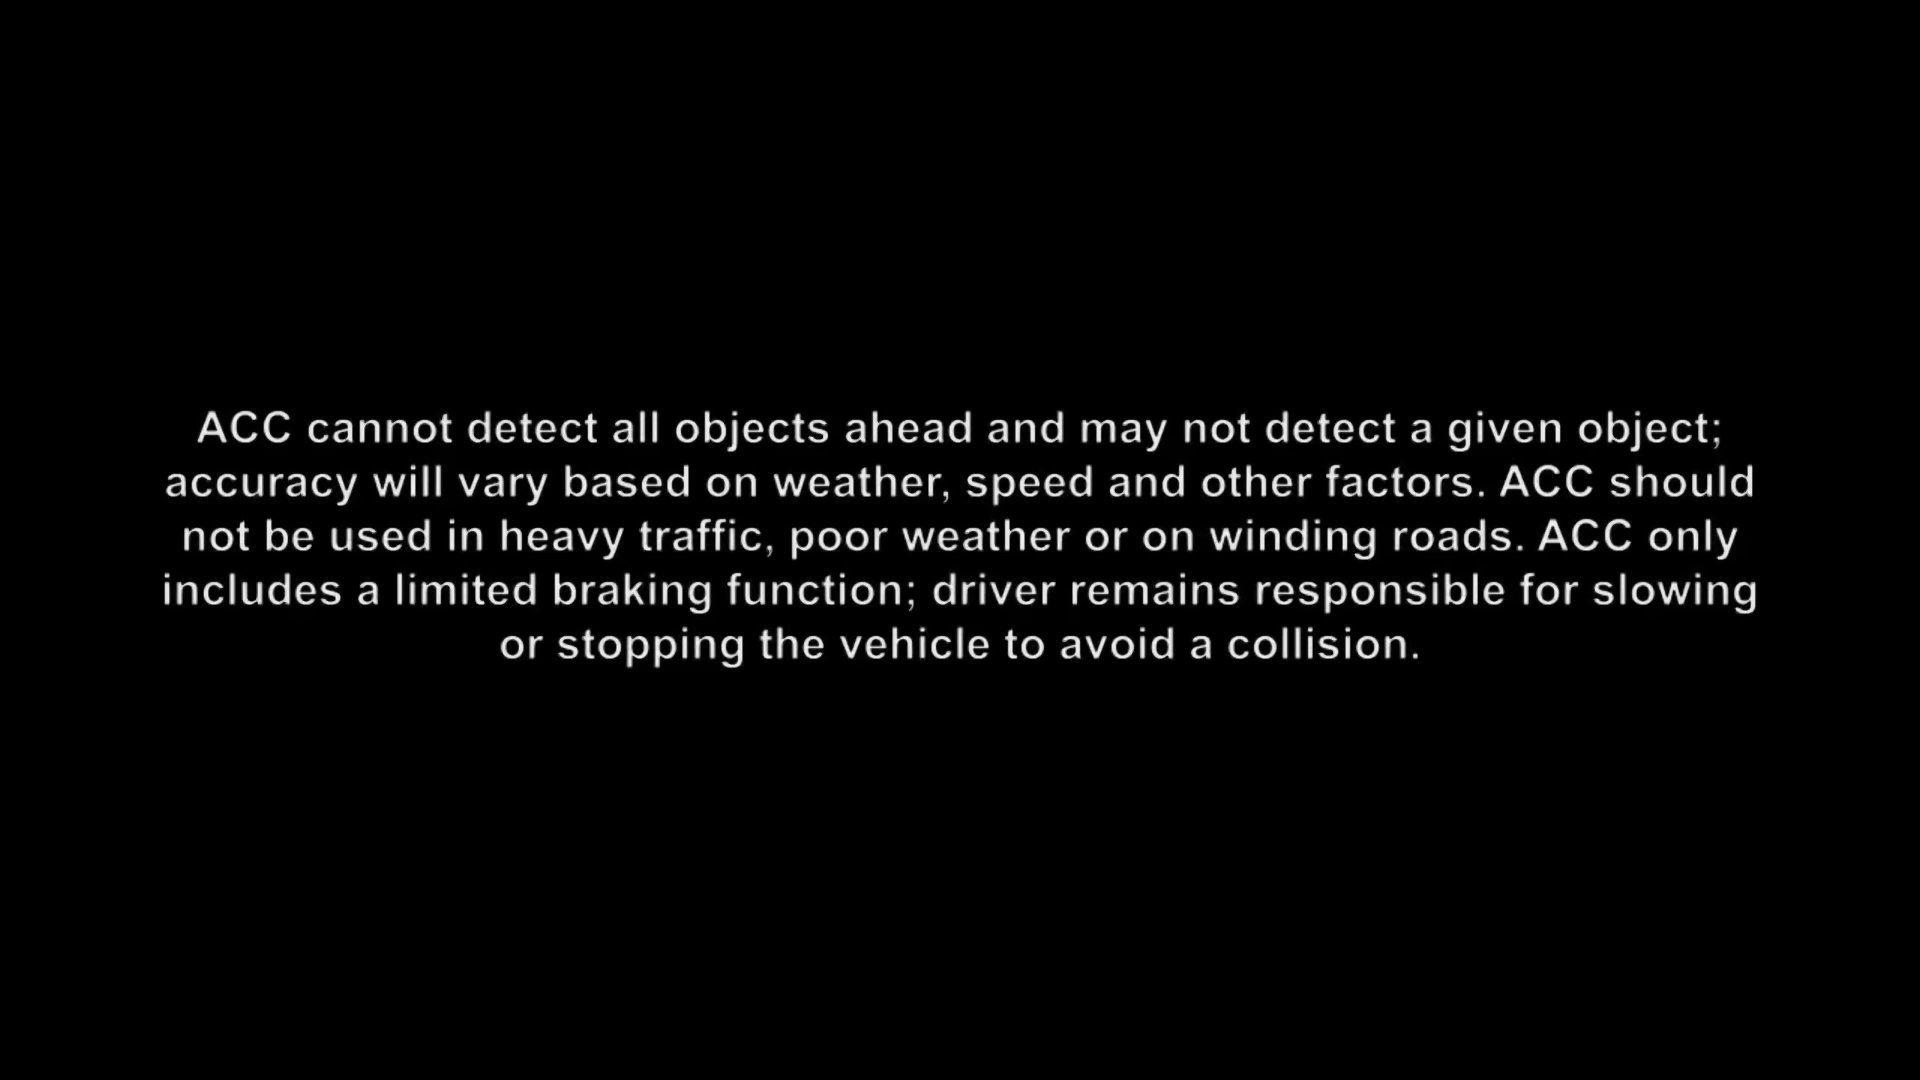 ACC cannot detect all objects ahead and may not detect a given object;
accuracy will vary based on weather, speed and other factors. ACC should
not be used in heavy traffic, poor weather or on winding roads. ACC only
includes a limited braking function; driver remains responsible for slowing
or stopping the vehicle to avoid a collision.